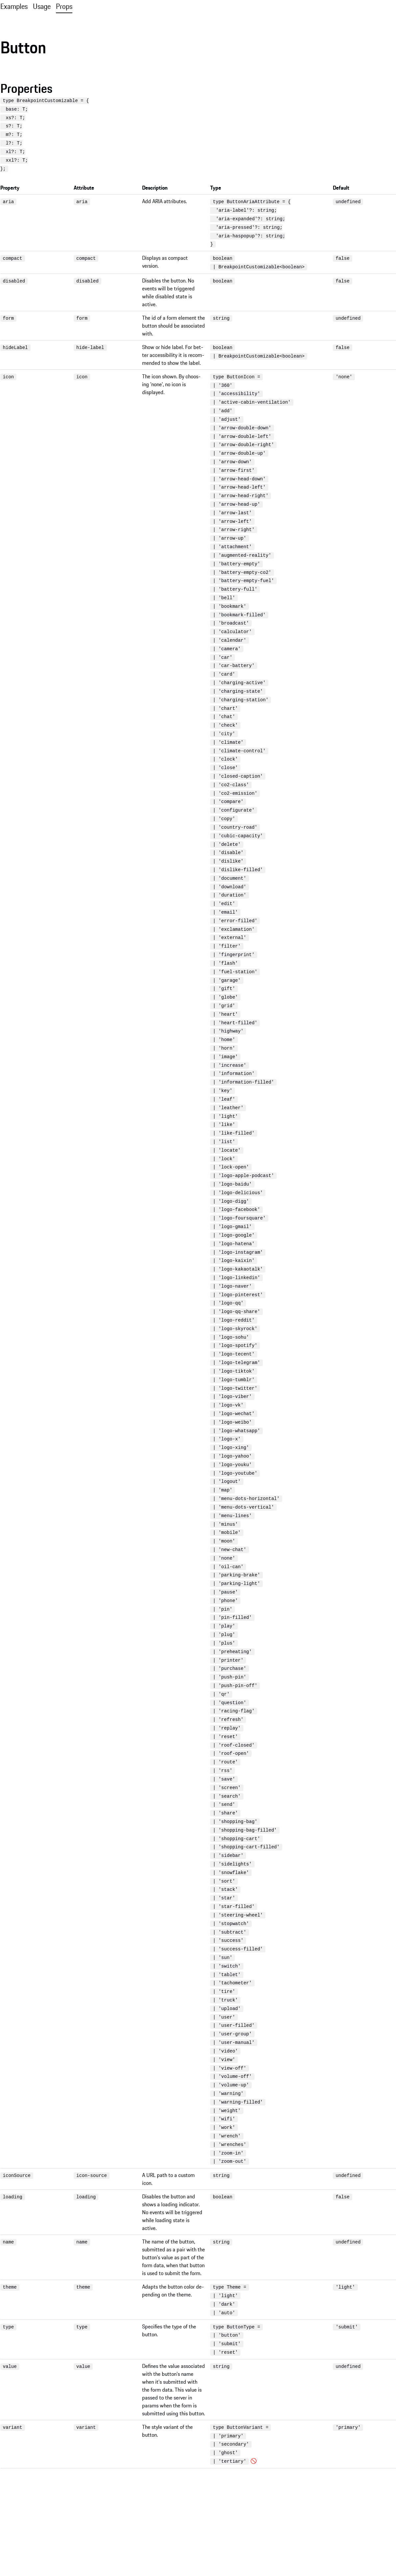 Examples Usage Props
Button
Properties
type BreakpointCustomizable = {
base: T;
xs?: T;
s?: T;
m?: T;
l?: T;
xl?: T;
xxl?: T;
};
Property Attribute Description Type Default
aria aria Add ARIA attributes. type ButtonAriaAttribute = { undefined
'aria-label'?: string;
'aria-expanded'?: string;
'aria-pressed'?: string;
'aria-haspopup'?: string;
}
compact compact Displays as compact boolean false
version. | BreakpointCustomizable<boolean>
disabled disabled Disables the button. No boolean false
events will be triggered
while disabled state is
active.
form form The id of a form element the string undefined
button should be associated
with.
hideLabel hide-label Show or hide label. For bet- boolean false
ter accessibility it is recom- | BreakpointCustomizable<boolean>
mended to show the label.
icon icon The icon shown. By choos- type ButtonIcon = 'none'
ing 'none', no icon is | '360'
displayed. | 'accessibility'
| 'active-cabin-ventilation'
| 'add'
| 'adjust'
| 'arrow-double-down'
| 'arrow-double-left'
| 'arrow-double-right'
| 'arrow-double-up'
| 'arrow-down'
| 'arrow-first'
| 'arrow-head-down'
| 'arrow-head-left'
| 'arrow-head-right'
| 'arrow-head-up'
| 'arrow-last'
| 'arrow-left'
| 'arrow-right'
| 'arrow-up'
| 'attachment'
| 'augmented-reality'
| 'battery-empty'
| 'battery-empty-co2'
| 'battery-empty-fuel'
| 'battery-full'
| 'bell'
| 'bookmark'
| 'bookmark-filled'
| 'broadcast'
| 'calculator'
| 'calendar'
| 'camera'
| 'car'
| 'car-battery'
| 'card'
| 'charging-active'
| 'charging-state'
| 'charging-station'
| 'chart'
| 'chat'
| 'check'
| 'city'
| 'climate'
| 'climate-control'
| 'clock'
| 'close'
| 'closed-caption'
| 'co2-class'
| 'co2-emission'
| 'compare'
| 'configurate'
| 'copy'
| 'country-road'
| 'cubic-capacity'
| 'delete'
| 'disable'
| 'dislike'
| 'dislike-filled'
| 'document'
| 'download'
| 'duration'
| 'edit'
| 'email'
| 'error-filled'
| 'exclamation'
| 'external'
| 'filter'
| 'fingerprint'
| 'flash'
| 'fuel-station'
| 'garage'
| 'gift'
| 'globe'
| 'grid'
| 'heart'
| 'heart-filled'
| 'highway'
| 'home'
| 'horn'
| 'image'
| 'increase'
| 'information'
| 'information-filled'
| 'key'
| 'leaf'
| 'leather'
| 'light'
| 'like'
| 'like-filled'
| 'list'
| 'locate'
| 'lock'
| 'lock-open'
| 'logo-apple-podcast'
| 'logo-baidu'
| 'logo-delicious'
| 'logo-digg'
| 'logo-facebook'
| 'logo-foursquare'
| 'logo-gmail'
| 'logo-google'
| 'logo-hatena'
| 'logo-instagram'
| 'logo-kaixin'
| 'logo-kakaotalk'
| 'logo-linkedin'
| 'logo-naver'
| 'logo-pinterest'
| 'logo-qq'
| 'logo-qq-share'
| 'logo-reddit'
| 'logo-skyrock'
| 'logo-sohu'
| 'logo-spotify'
| 'logo-tecent'
| 'logo-telegram'
| 'logo-tiktok'
| 'logo-tumblr'
| 'logo-twitter'
| 'logo-viber'
| 'logo-vk'
| 'logo-wechat'
| 'logo-weibo'
| 'logo-whatsapp'
| 'logo-x'
| 'logo-xing'
| 'logo-yahoo'
| 'logo-youku'
| 'logo-youtube'
| 'logout'
| 'map'
| 'menu-dots-horizontal'
| 'menu-dots-vertical'
| 'menu-lines'
| 'minus'
| 'mobile'
| 'moon'
| 'new-chat'
| 'none'
| 'oil-can'
| 'parking-brake'
| 'parking-light'
| 'pause'
| 'phone'
| 'pin'
| 'pin-filled'
| 'play'
| 'plug'
| 'plus'
| 'preheating'
| 'printer'
| 'purchase'
| 'push-pin'
| 'push-pin-off'
| 'qr'
| 'question'
| 'racing-flag'
| 'refresh'
| 'replay'
| 'reset'
| 'roof-closed'
| 'roof-open'
| 'route'
| 'rss'
| 'save'
| 'screen'
| 'search'
| 'send'
| 'share'
| 'shopping-bag'
| 'shopping-bag-filled'
| 'shopping-cart'
| 'shopping-cart-filled'
| 'sidebar'
| 'sidelights'
| 'snowflake'
| 'sort'
| 'stack'
| 'star'
| 'star-filled'
| 'steering-wheel'
| 'stopwatch'
| 'subtract'
| 'success'
| 'success-filled'
| 'sun'
| 'switch'
| 'tablet'
| 'tachometer'
| 'tire'
| 'truck'
| 'upload'
| 'user'
| 'user-filled'
| 'user-group'
| 'user-manual'
| 'video'
| 'view'
| 'view-off'
| 'volume-off'
| 'volume-up'
| 'warning'
| 'warning-filled'
| 'weight'
| 'wifi'
| 'work'
| 'wrench'
| 'wrenches'
| 'zoom-in'
| 'zoom-out'
iconSource icon-source A URL path to a custom string undefined
icon.
loading loading Disables the button and boolean false
shows a loading indicator.
No events will be triggered
while loading state is
active.
name name The name of the button, string undefined
submitted as a pair with the
button's value as part of the
form data, when that button
is used to submit the form.
theme theme Adapts the button color de- type Theme = 'light'
pending on the theme. | 'light'
| 'dark'
| 'auto'
type type Specifies the type of the type ButtonType = 'submit'
button. | 'button'
| 'submit'
| 'reset'
value value Defines the value associated string undefined
with the button's name
when it's submitted with
the form data. This value is
passed to the server in
params when the form is
submitted using this button.
variant variant The style variant of the type ButtonVariant = 'primary'
button. | 'primary'
| 'secondary'
| 'ghost'
| 'tertiary' 🚫